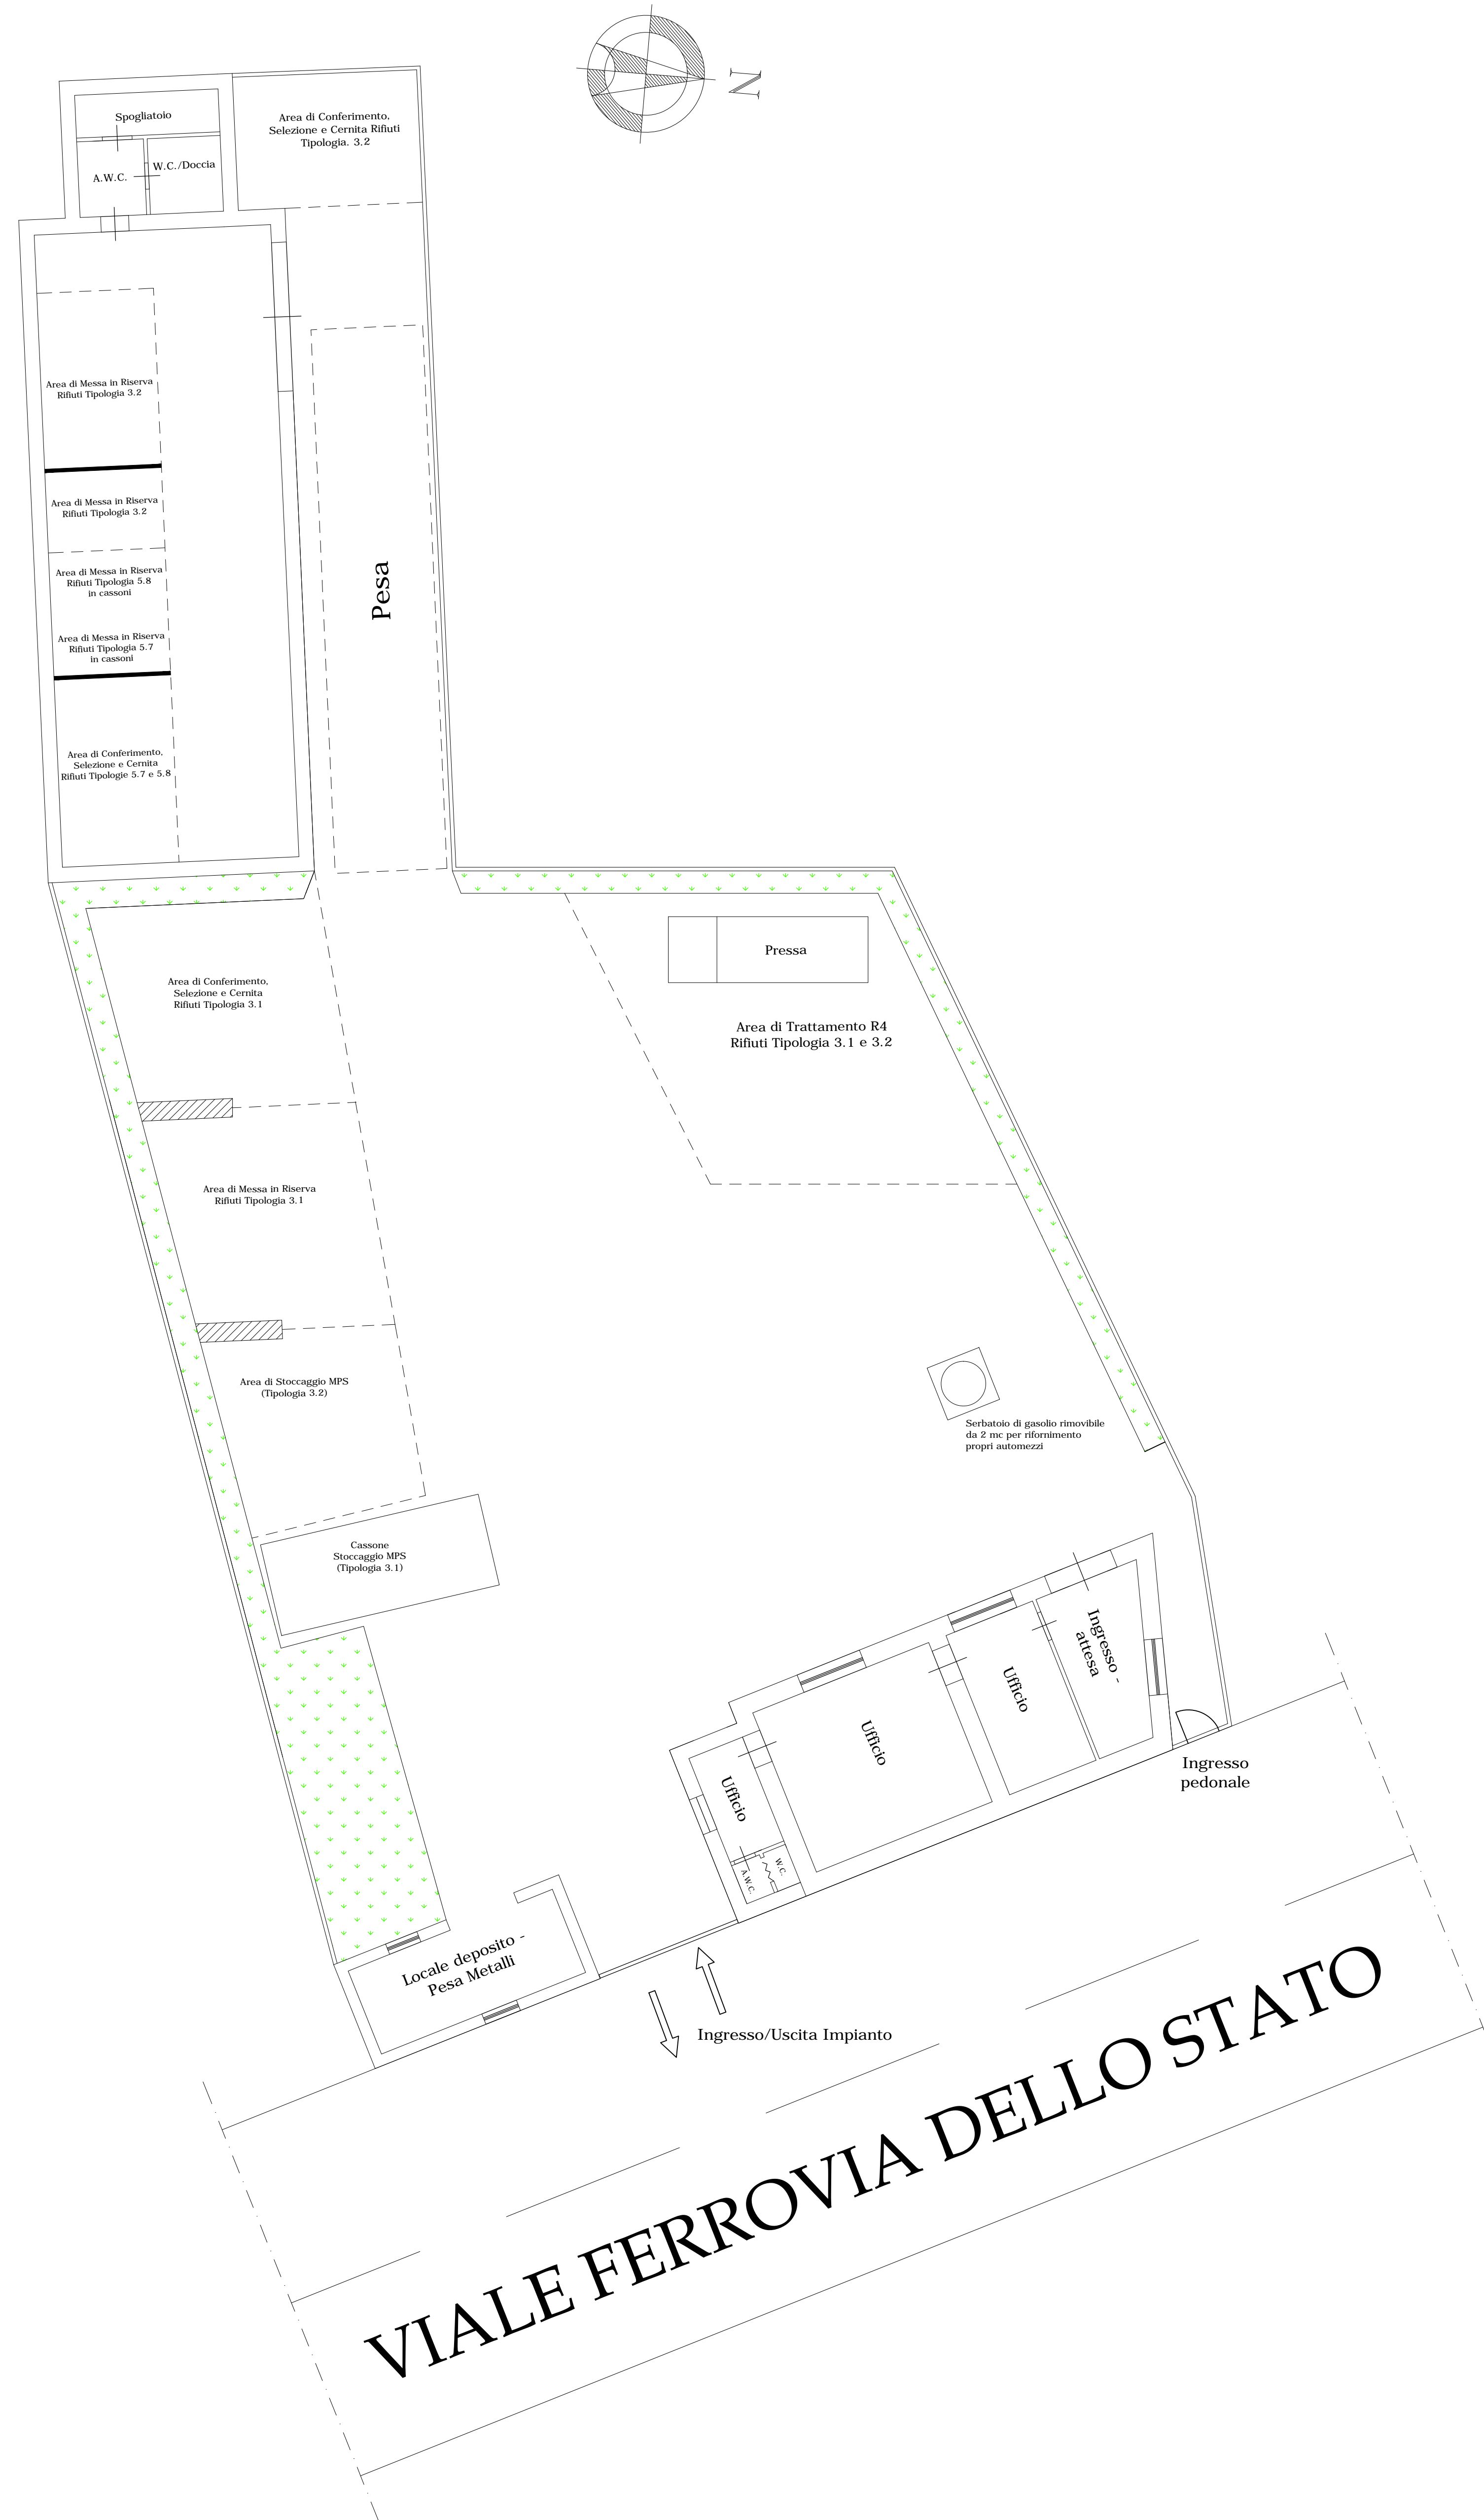 N
Spogliatoio
A.W.C.
W.C./Doccia
Area di Conferimento,
Selezione e Cernita Rifiuti
Tipologia. 3.2
Area di Messa in Riserva
Rifiuti Tipologia 3.2
Area di Messa in Riserva
Rifiuti Tipologia 3.2
Area di Messa in Riserva
Rifiuti Tipologia 5.8
in cassoni
Area di Messa in Riserva
Rifiuti Tipologia 5.7
in cassoni
Area di Conferimento,
Selezione e Cernita
Rifiuti Tipologie 5.7 e 5.8
Pesa
Pressa
Area di Trattamento R4
Rifiuti Tipologia 3.1 e 3.2
Area di Conferimento,
Selezione e Cernita
Rifiuti Tipologia 3.1
Area di Messa in Riserva
Rifiuti Tipologia 3.1
Area di Stoccaggio MPS
(Tipologia 3.2)
Serbatoio di gasolio rimovibile
da 2 mc per rifornimento
propri automezzi
Cassone
Stoccaggio MPS
(Tipologia 3.1)
Ingresso -
attesa
Ufficio
Ufficio
Ufficio
A.W.C.
W.C.
Ingresso
pedonale
Locale deposito -
Pesa Metalli
Ingresso/Uscita Impianto
VIALE FERROVIA DELLO STATO